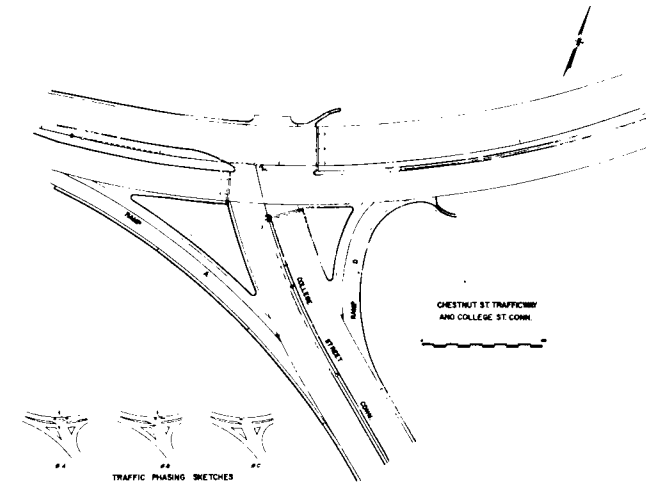 RAMP
A
COLLEGE
STREET
CONN.
D
RAMP
CHESTNUT ST. TRAFFICWAY
AND COLLEGE ST. CONN.
Ø A
Ø B
Ø C
TRAFFIC PHASING SKETCHES